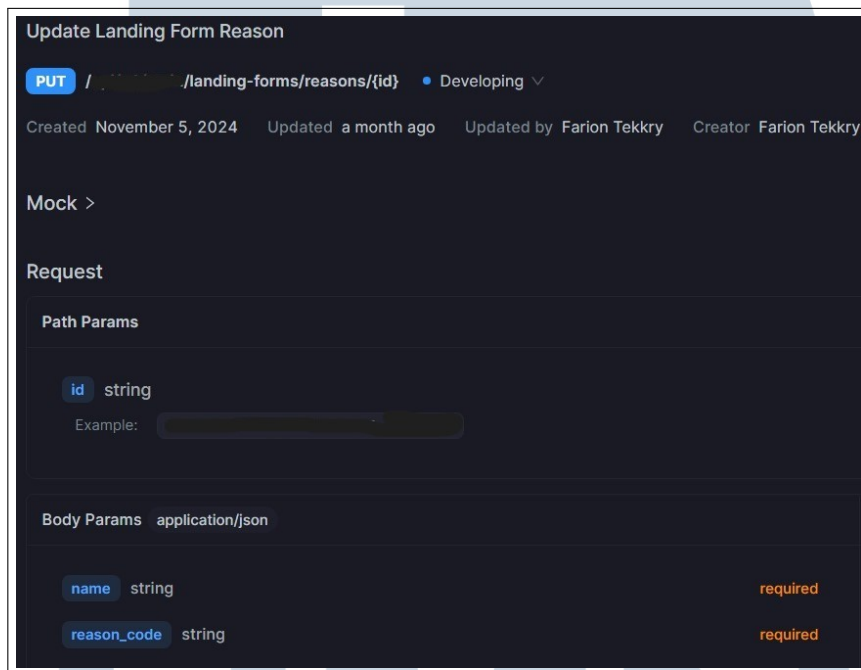 Update Landing Form Reason
PUT / /landing-forms/reasons/{id} Developing
Created November 5, 2024 Updated a month ago Updated by Farion Tekkry Creator Farion Tekkry
Mock >
Request
Path Params
id string
Example:
Body Params application/json
name string required
reason_code string required